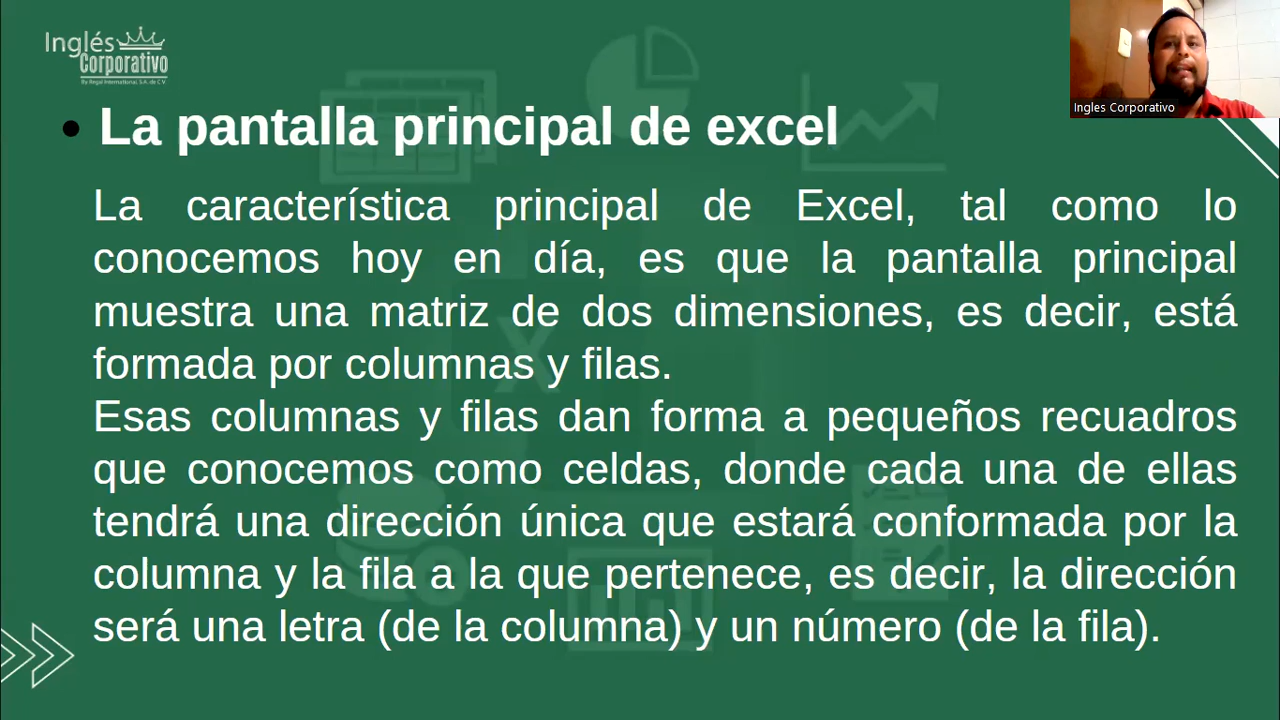 Inglés
Corporativo
By Regal International, S.A. de C.V.
Ingles Corporativo
• La pantalla principal de excel
La característica principal de Excel, tal como lo
conocemos hoy en día, es que la pantalla principal
muestra una matriz de dos dimensiones, es decir, está
formada por columnas y filas.
Esas columnas y filas dan forma a pequeños recuadros
que conocemos como celdas, donde cada una de ellas
tendrá una dirección única que estará conformada por la
columna y la fila a la que pertenece, es decir, la dirección
será una letra (de la columna) y un número (de la fila).